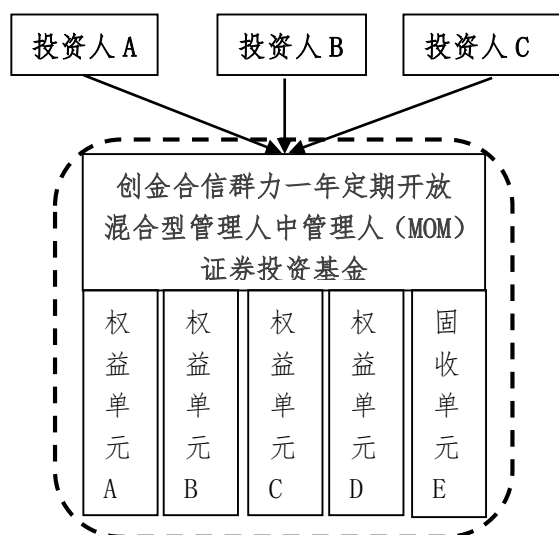 投资人 A
投资人 B
投资人 C
创金合信群力一年定期开放
混合型管理人中管理人（MOM）
证券投资基金
权益单元 A
权益单元 B
权益单元 C
权益单元 D
固收单元 E